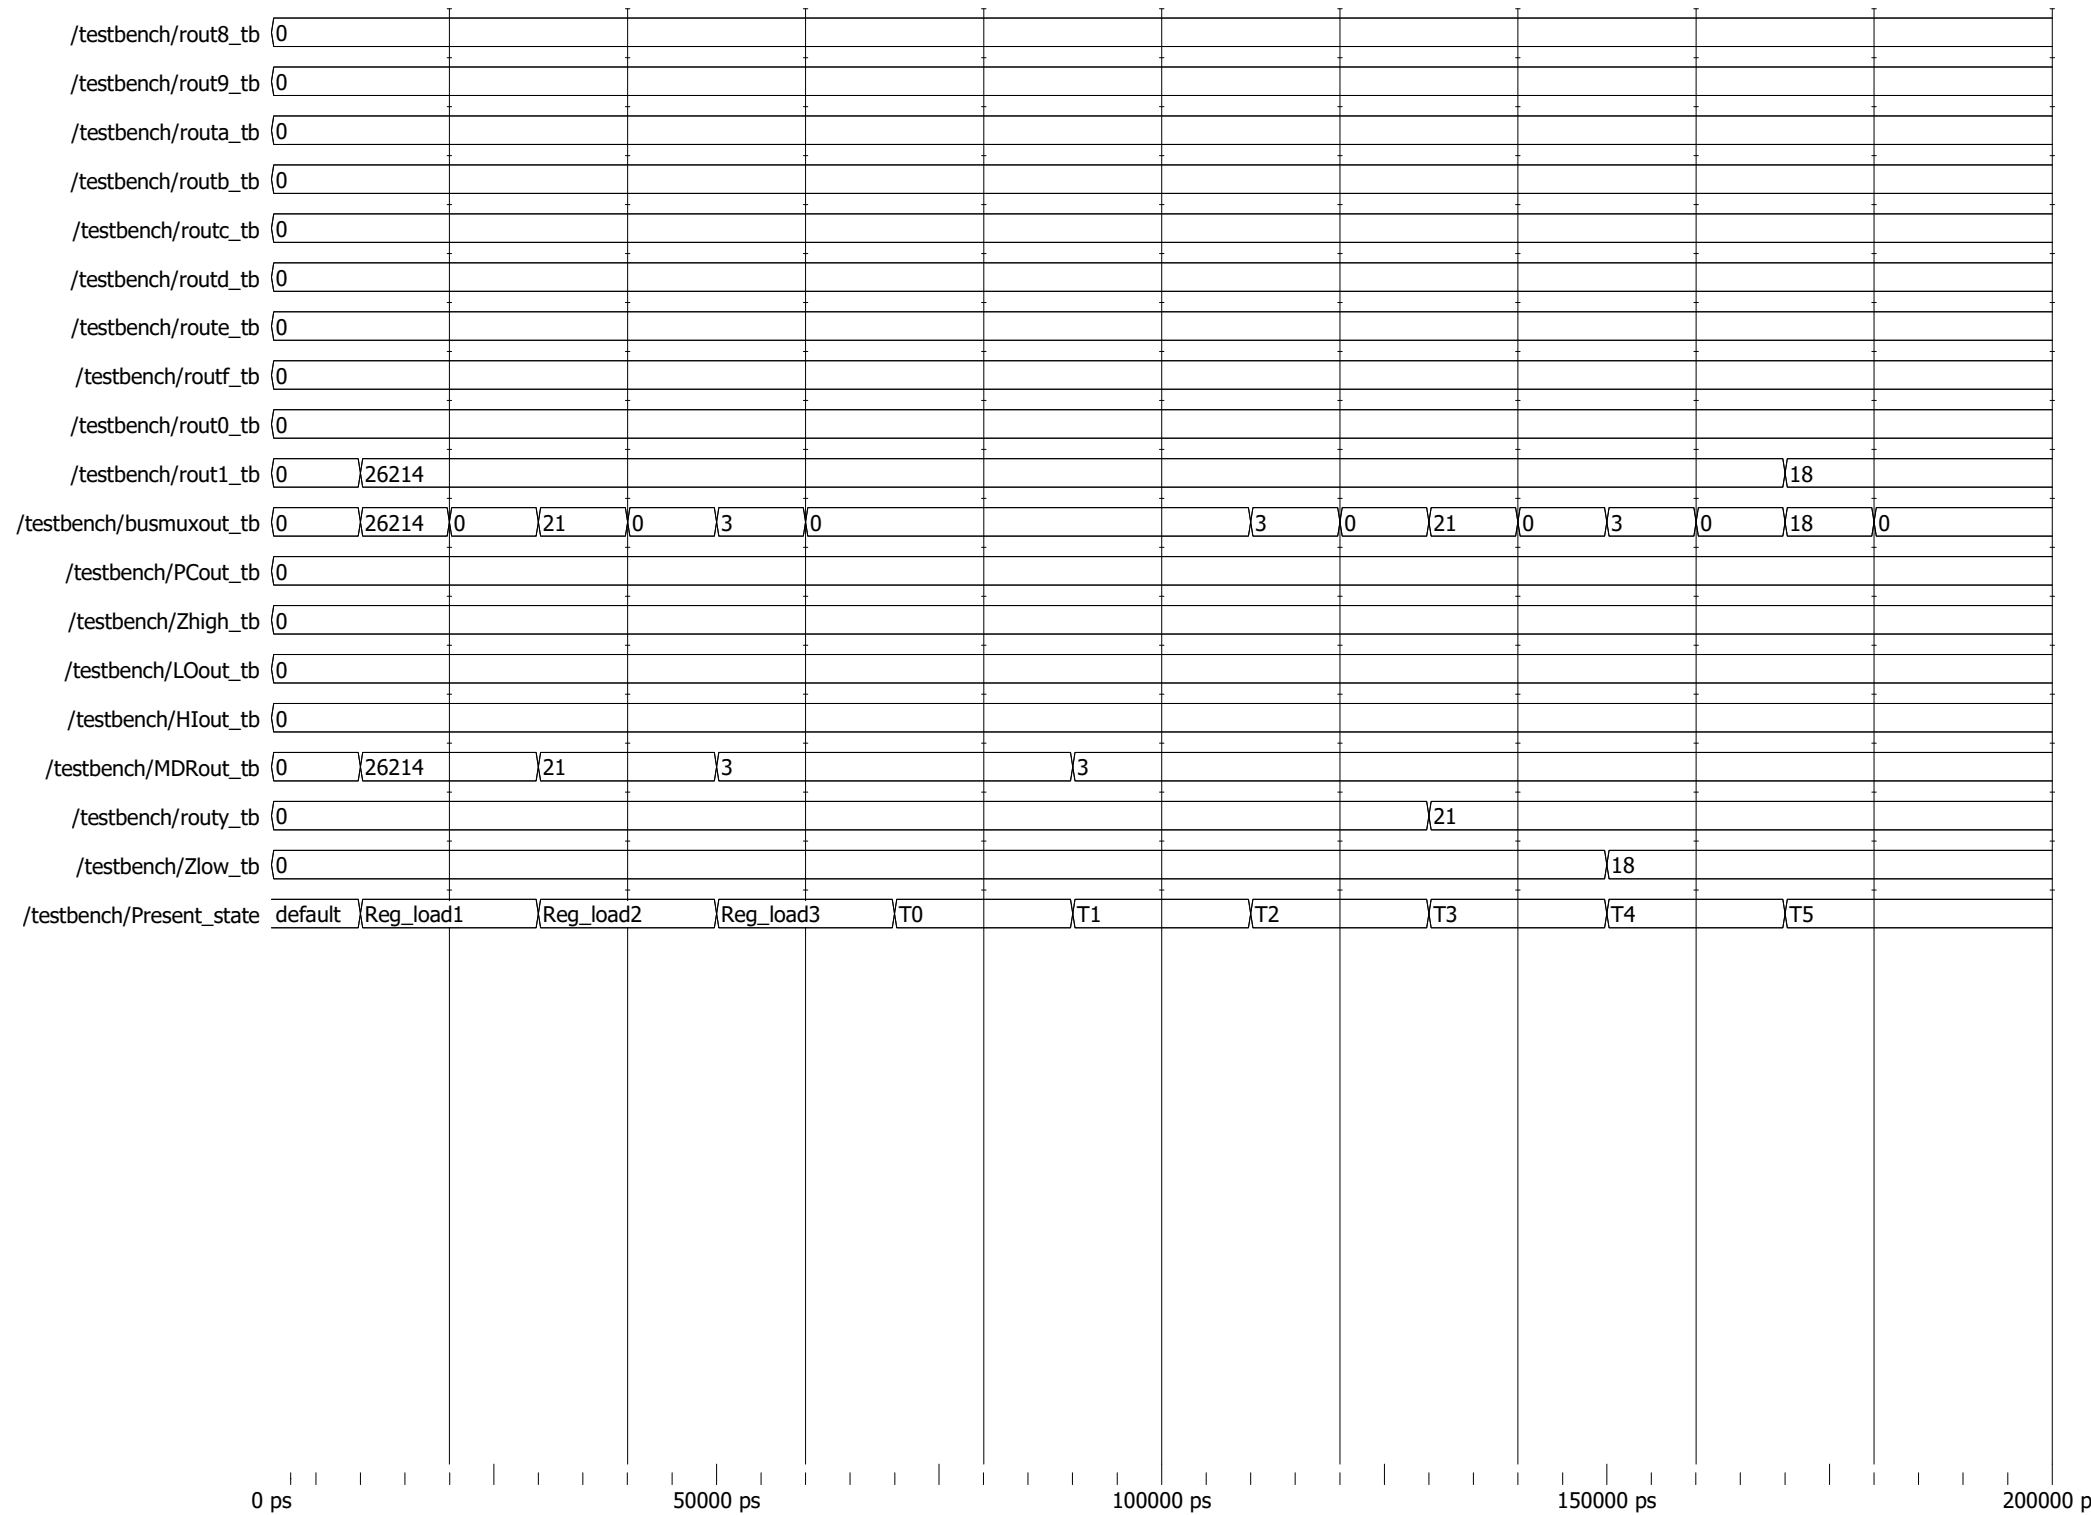 /testbench/rout8_tb 0
/testbench/rout9_tb 0
/testbench/routa_tb 0
/testbench/routb_tb 0
/testbench/routc_tb 0
/testbench/routd_tb 0
/testbench/route_tb 0
/testbench/routf_tb 0
/testbench/rout0_tb 0
/testbench/rout1_tb 0 26214 18
/testbench/busmuxout_tb 0 26214 0 21 0 3 0 3 0 21 0 3 0 18 0
/testbench/PCout_tb 0
/testbench/Zhigh_tb 0
/testbench/LOout_tb 0
/testbench/HIout_tb 0
/testbench/MDRout_tb 0 26214 21 3 3
/testbench/routy_tb 0 21
/testbench/Zlow_tb 0 18
/testbench/Present_state default Reg_load1 Reg_load2 Reg_load3 T0 T1 T2 T3 T4 T5
0 ps 50000 ps 100000 ps 150000 ps 200000 p